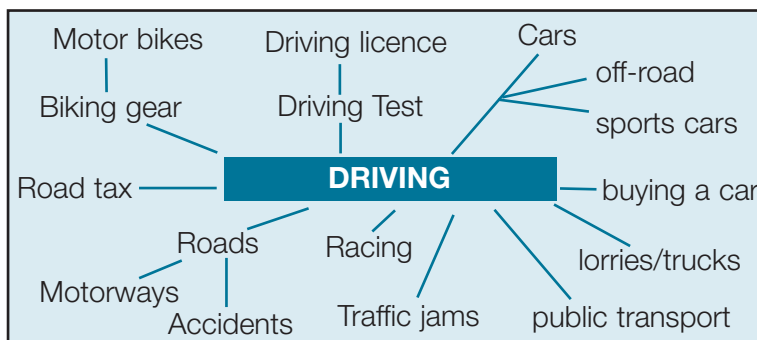 Motor bikes
Driving licence
Cars
off-road
Biking gear
Driving Test
sports cars
DRIVING
Road tax
buying a car
Roads
Racing
lorries/trucks
Motorways
Accidents
Traffic jams
public transport